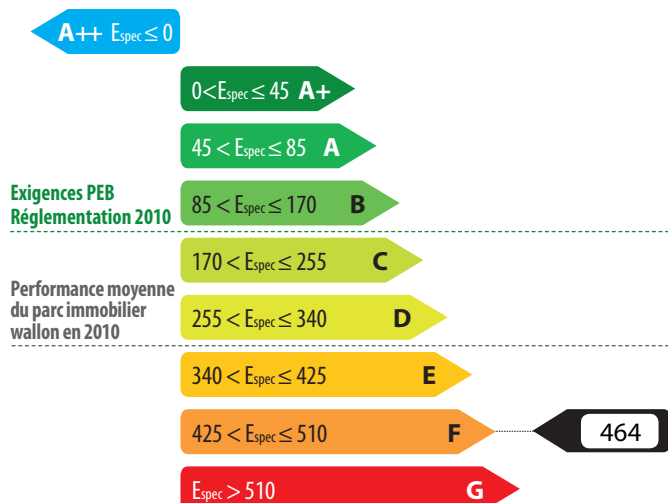 A++ Espec ≤ 0
0<Espec ≤ 45 A+
45 < Espec ≤ 85 A
Exigences PEB
Réglementation 2010
85 < Espec ≤ 170 B
170 < Espec ≤ 255 C
Performance moyenne
du parc immobilier
wallon en 2010
255 < Espec ≤ 340 D
340 < Espec ≤ 425 E
425 < Espec ≤ 510 F
464
Espec > 510 G